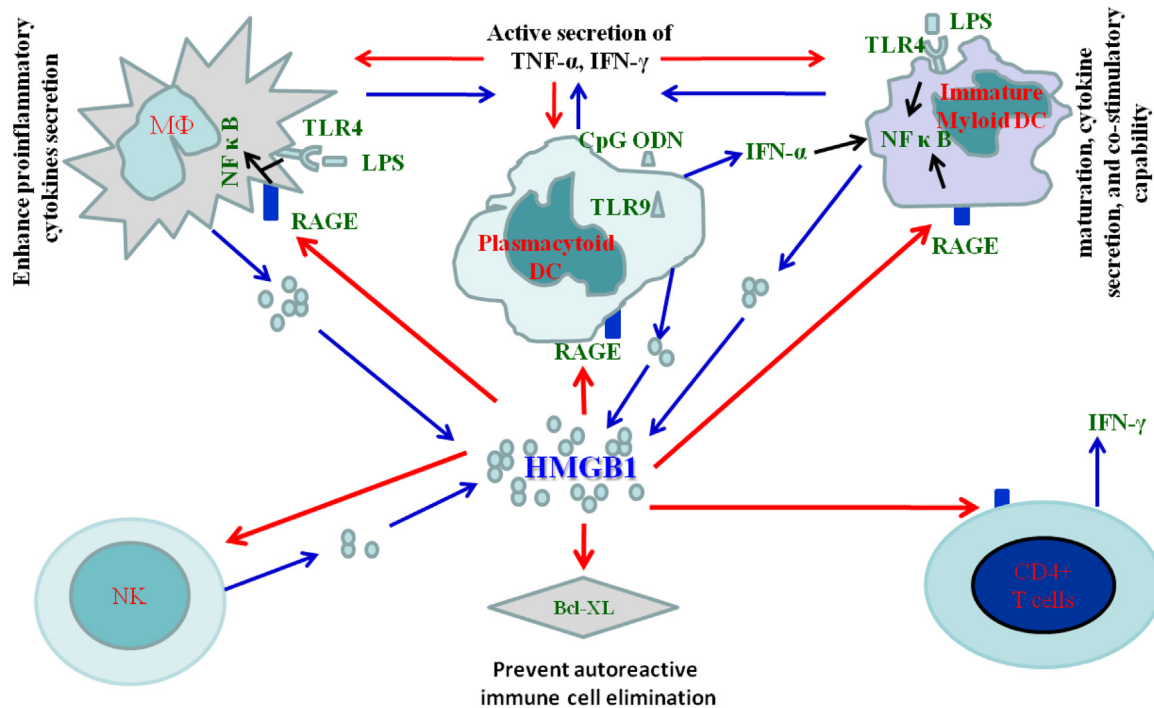 Enhance proinflammatory
cytokines secretion
MΦ
NFκB
TLR4
LPS
RAGE
Active secretion of
TNF-α, IFN-γ
CpG ODN
TLR9
Plasmacytoid
DC
RAGE
IFN-α
LPS
TLR4
Immature
Myloid DC
NFκB
RAGE
maturation, cytokine
secretion, and co-stimulatory
capability
HMGB1
IFN-γ
NK
Bcl-XL
CD4+
T cells
Prevent autoreactive
immune cell elimination